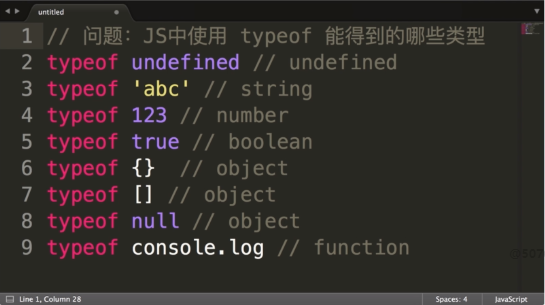 untitled
1 // 问题：JS中使用 typeof 能得到的哪些类型
2 typeof undefined // undefined
3 typeof 'abc' // string
4 typeof 123 // number
5 typeof true // boolean
6 typeof {}  // object
7 typeof [] // object
8 typeof null // object
9 typeof console.log // function
Line 1, Column 28
Spaces: 4
JavaScript